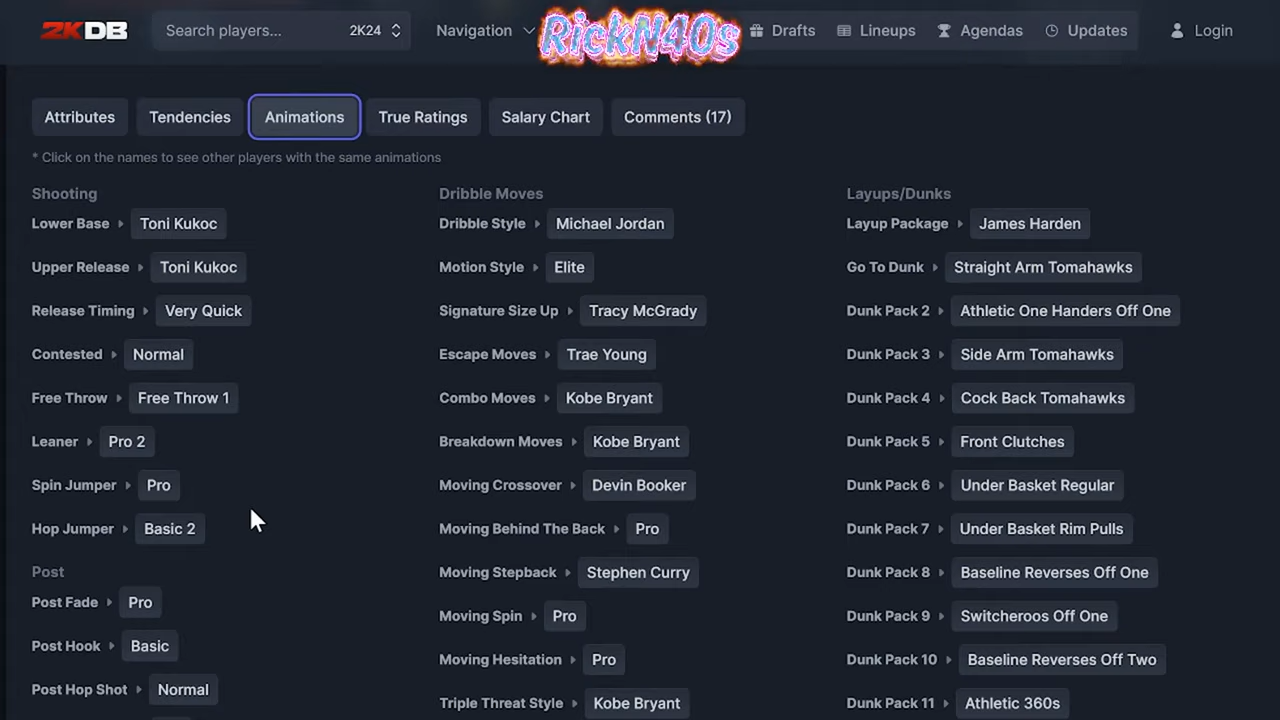 2KDB Search players... 2K24 Navigation RickN40s Drafts Lineups Agendas Updates Login
Attributes Tendencies Animations True Ratings Salary Chart Comments (17)
* Click on the names to see other players with the same animations
Shooting
Lower Base Toni Kukoc
Upper Release Toni Kukoc
Release Timing Very Quick
Contested Normal
Free Throw Free Throw 1
Leaner Pro 2
Spin Jumper Pro
Hop Jumper Basic 2
Post
Post Fade Pro
Post Hook Basic
Post Hop Shot Normal
Dribble Moves
Dribble Style Michael Jordan
Motion Style Elite
Signature Size Up Tracy McGrady
Escape Moves Trae Young
Combo Moves Kobe Bryant
Breakdown Moves Kobe Bryant
Moving Crossover Devin Booker
Moving Behind The Back Pro
Moving Stepback Stephen Curry
Moving Spin Pro
Moving Hesitation Pro
Triple Threat Style Kobe Bryant
Layups/Dunks
Layup Package James Harden
Go To Dunk Straight Arm Tomahawks
Dunk Pack 2 Athletic One Handers Off One
Dunk Pack 3 Side Arm Tomahawks
Dunk Pack 4 Cock Back Tomahawks
Dunk Pack 5 Front Clutches
Dunk Pack 6 Under Basket Regular
Dunk Pack 7 Under Basket Rim Pulls
Dunk Pack 8 Baseline Reverses Off One
Dunk Pack 9 Switcheroos Off One
Dunk Pack 10 Baseline Reverses Off Two
Dunk Pack 11 Athletic 360s